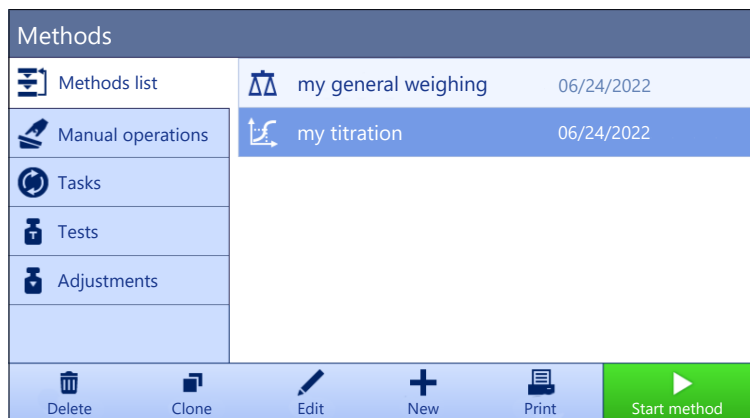 Methods
Methods list
my general weighing 06/24/2022
Manual operations
my titration 06/24/2022
Tasks
Tests
Adjustments
Delete Clone Edit New Print Start method